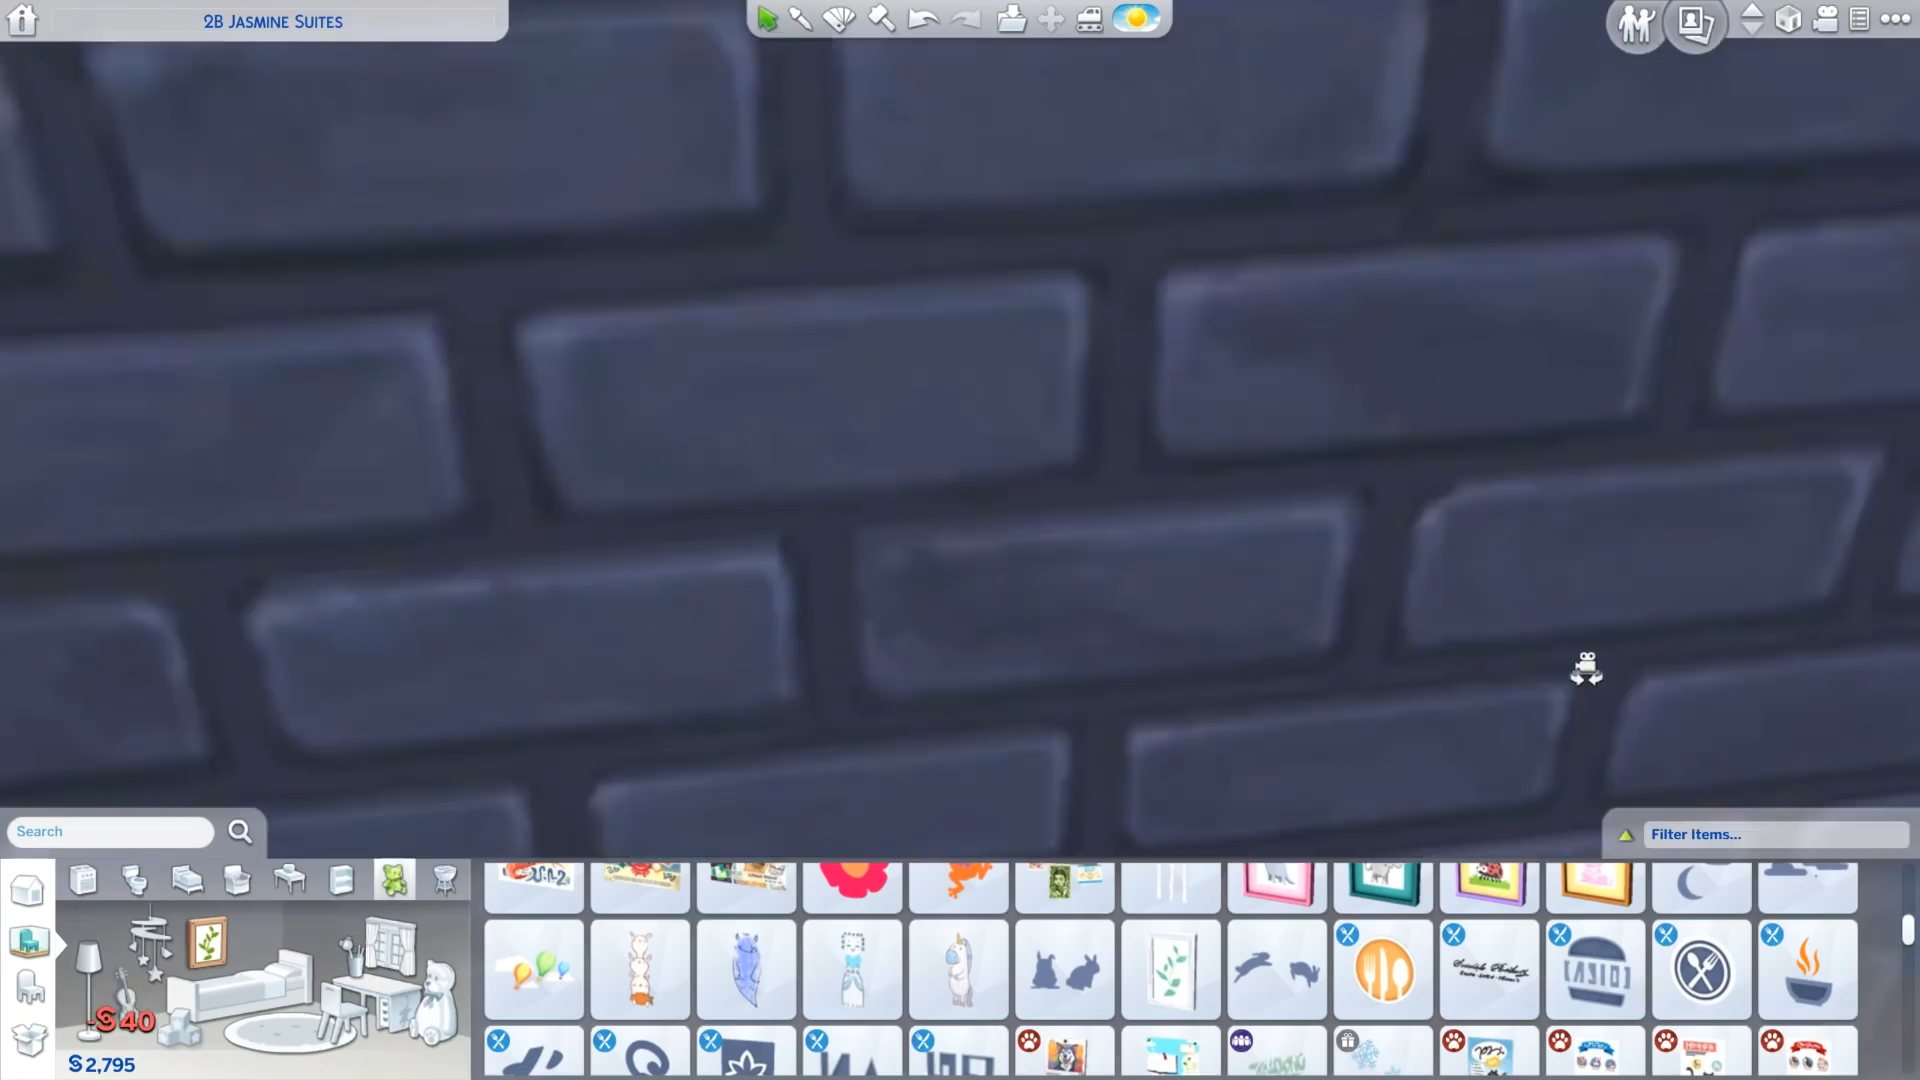 2B JASMINE SUITES
Search
Filter Items...
-§40
§2,795